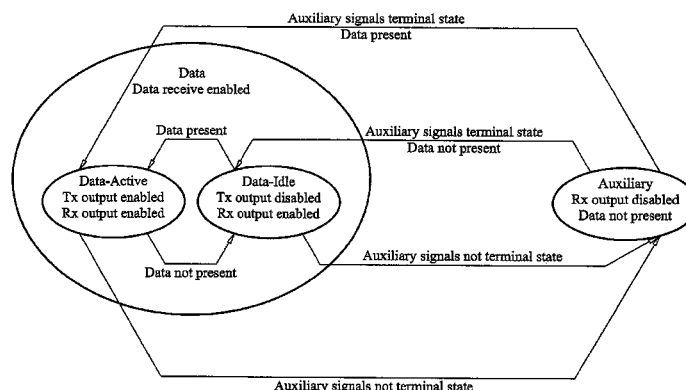 Auxiliary signals terminal state
Data present
Data
Data receive enabled
Data present
Auxiliary signals terminal state
Data not present
Data-Active
Tx output enabled
Rx output enabled
Data-Idle
Tx output disabled
Rx output enabled
Auxiliary
Rx output disabled
Data not present
Data not present
Auxiliary signals not terminal state
Auxiliary signals not terminal state